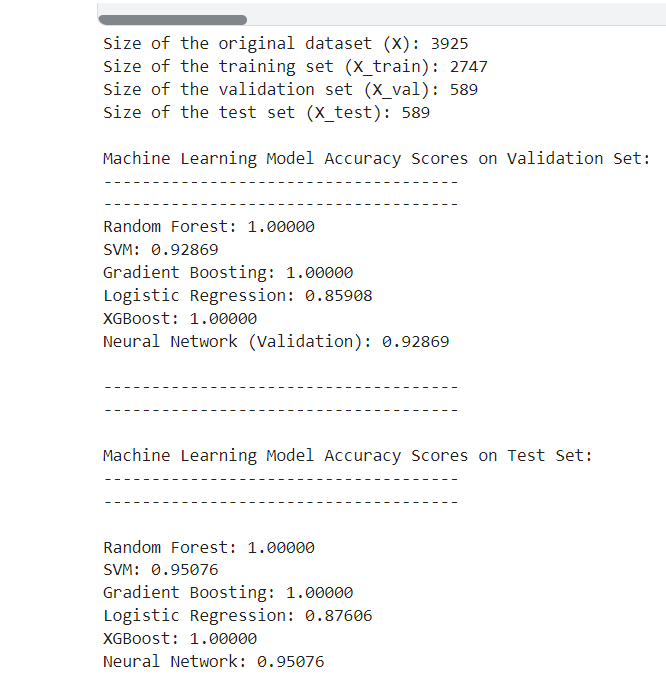 Size of the original dataset (X): 3925
Size of the training set (X_train): 2747
Size of the validation set (X_val): 589
Size of the test set (X_test): 589
Machine Learning Model Accuracy Scores on Validation Set:
-------------------------------------
-------------------------------------
Random Forest: 1.00000
SVM: 0.92869
Gradient Boosting: 1.00000
Logistic Regression: 0.85908
XGBoost: 1.00000
Neural Network (Validation): 0.92869
-------------------------------------
-------------------------------------
Machine Learning Model Accuracy Scores on Test Set:
-------------------------------------
-------------------------------------
Random Forest: 1.00000
SVM: 0.95076
Gradient Boosting: 1.00000
Logistic Regression: 0.87606
XGBoost: 1.00000
Neural Network: 0.95076